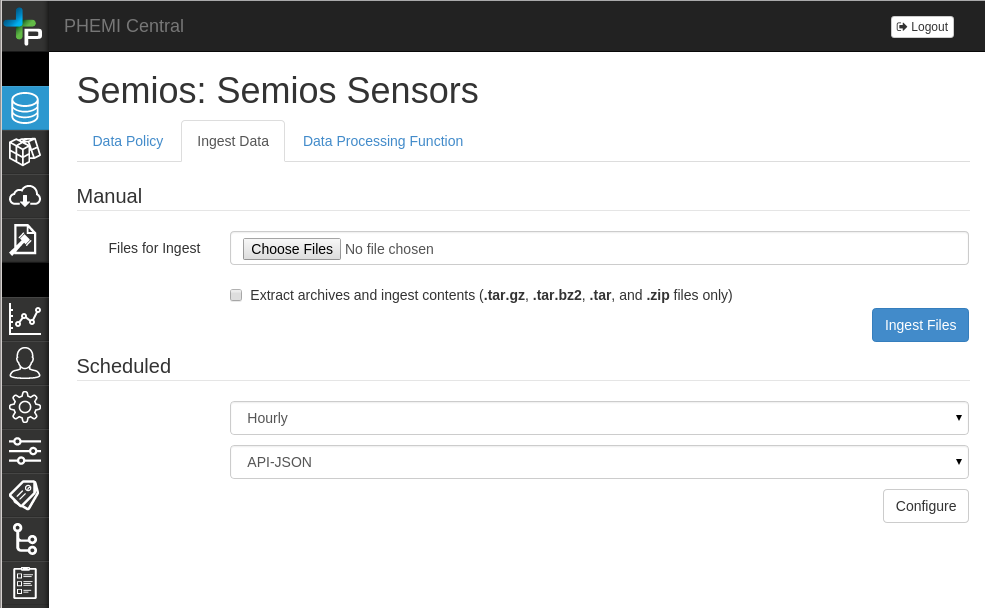 P
PHEMI Central
Logout
Semios: Semios Sensors
Data Policy
Ingest Data
Data Processing Function
Manual
Files for Ingest
Choose Files No file chosen
Extract archives and ingest contents (.tar.gz, .tar.bz2, .tar, and .zip files only)
Ingest Files
Scheduled
Hourly
API-JSON
Configure